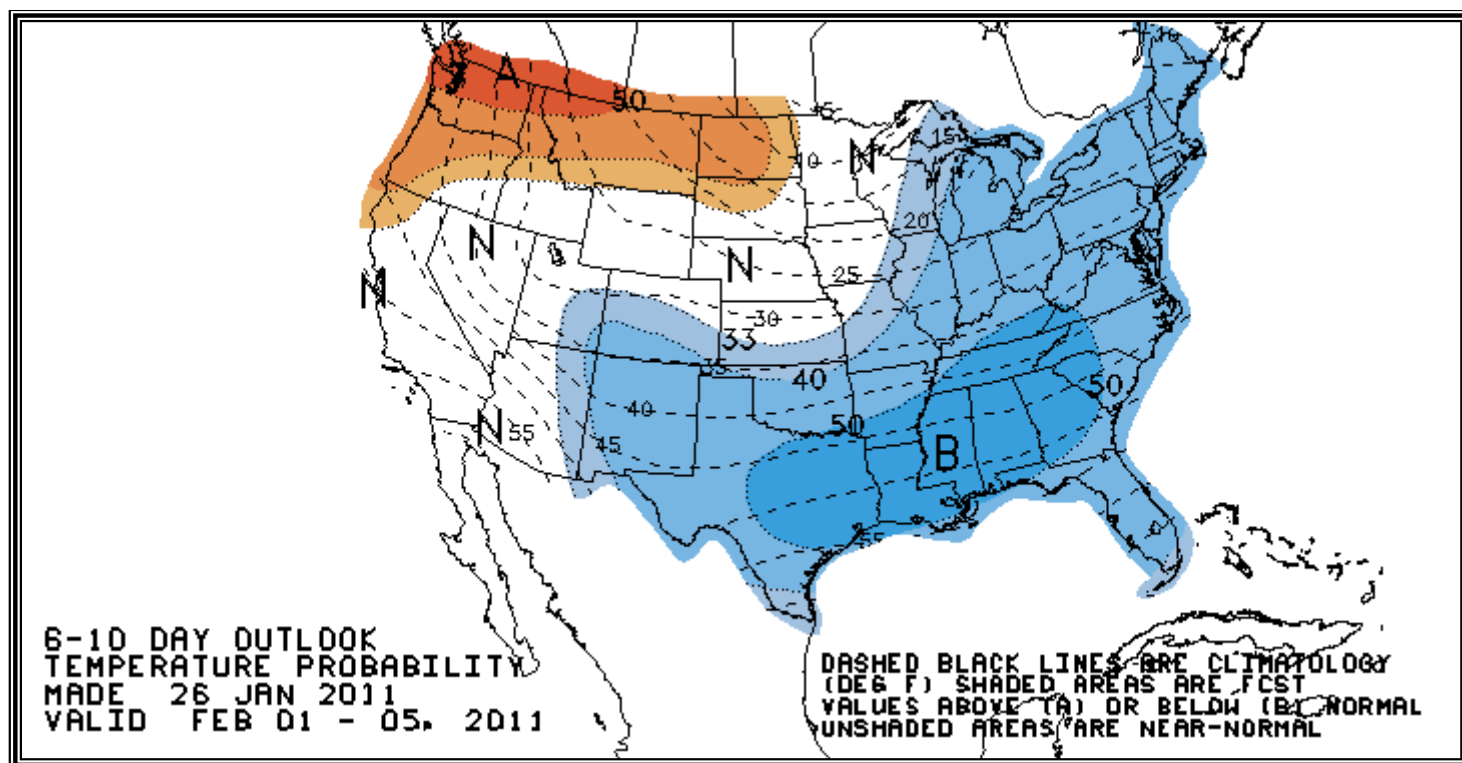 A
50
45
N
10
15
10
20
N
N
25
N
30
33
35
40
40
50
50
N
55
45
B
55
6-10 DAY OUTLOOK
TEMPERATURE PROBABILITY
MADE 26 JAN 2011
VALID FEB 01 - 05, 2011
DASHED BLACK LINES ARE CLIMATOLOGY
(DEG F) SHADED AREAS ARE FCST
VALUES ABOVE (A) OR BELOW (B) NORMAL
UNSHADED AREAS ARE NEAR-NORMAL